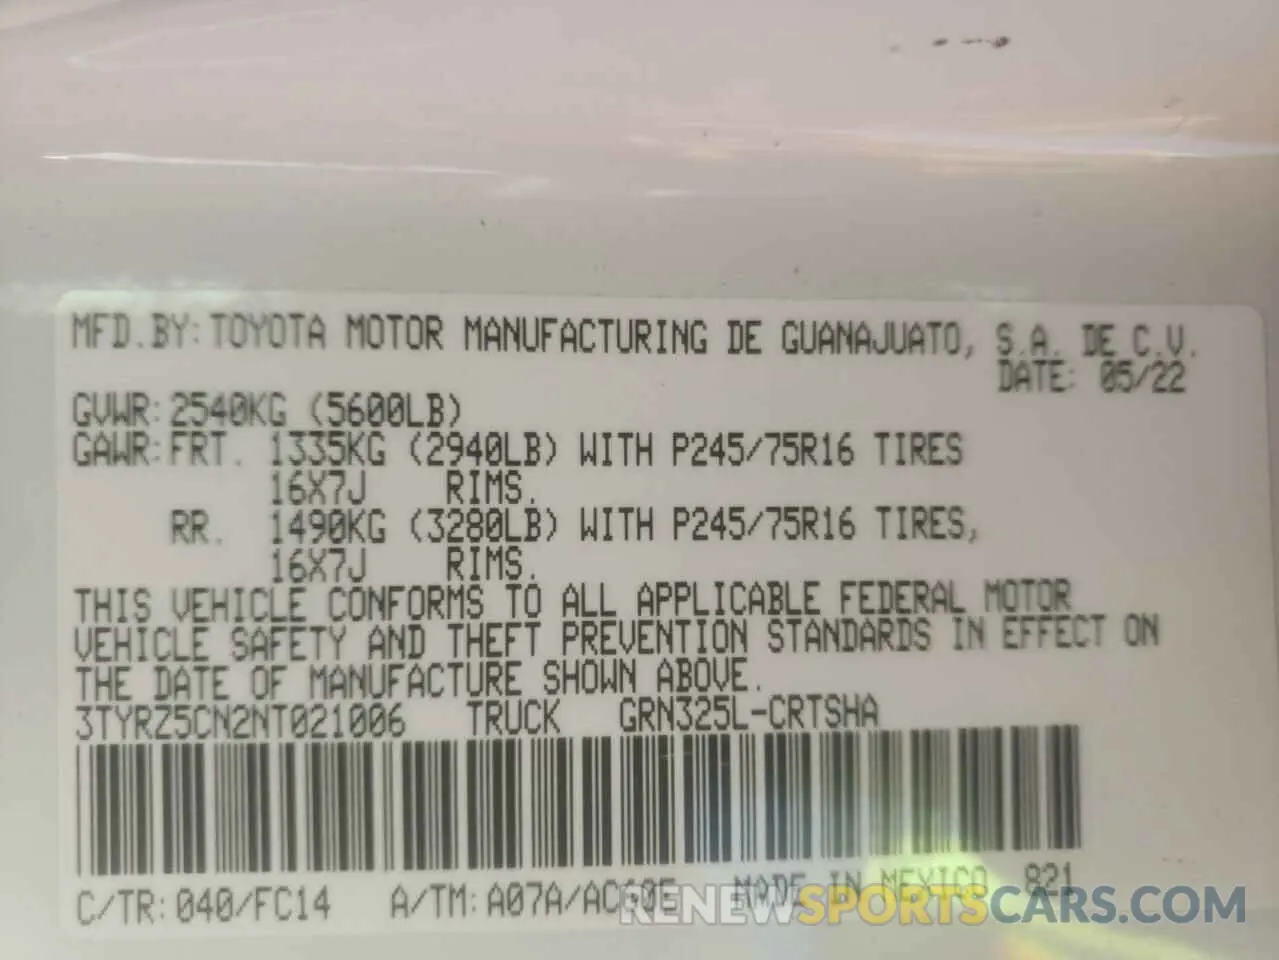 MFD.BY:TOYOTA MOTOR MANUFACTURING DE GUANAJUATO, S.A. DE C.V.
DATE: 05/22
GVWR:2540KG (5600LB)
GAWR:FRT. 1335KG (2940LB) WITH P245/75R16 TIRES
16X7J RIMS.
RR. 1490KG (3280LB) WITH P245/75R16 TIRES,
16X7J RIMS.
THIS VEHICLE CONFORMS TO ALL APPLICABLE FEDERAL MOTOR
VEHICLE SAFETY AND THEFT PREVENTION STANDARDS IN EFFECT ON
THE DATE OF MANUFACTURE SHOWN ABOVE.
3TYRZ5CN2NT021006 TRUCK GRN325L-CRTSHA
C/TR:040/FC14 A/TM:A07A/AC60E MADE IN MEXICO 821
RENEWSPORTSCARS.COM